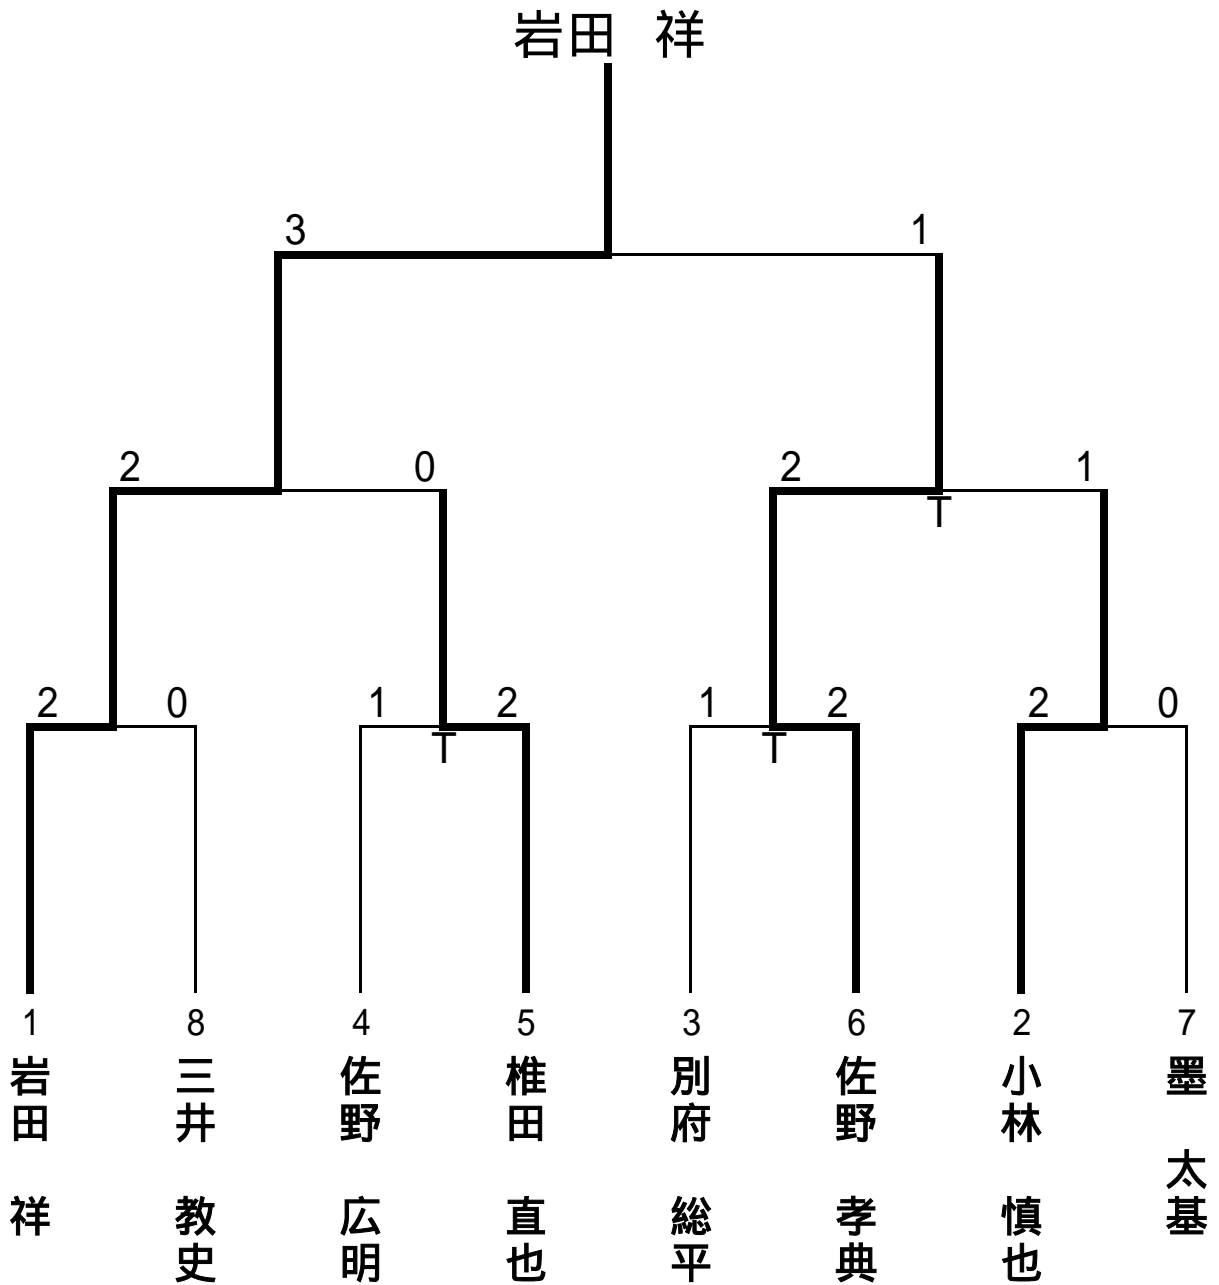 岩田　祥
3 1
2 0 2 1
T
2 0 1 2 1 2 2 0
T T
1 8 4 5 3 6 2 7
岩田　祥
三井　教史
佐野　広明
椎田　直也
別府　総平
佐野　孝典
小林　慎也
墨　太基